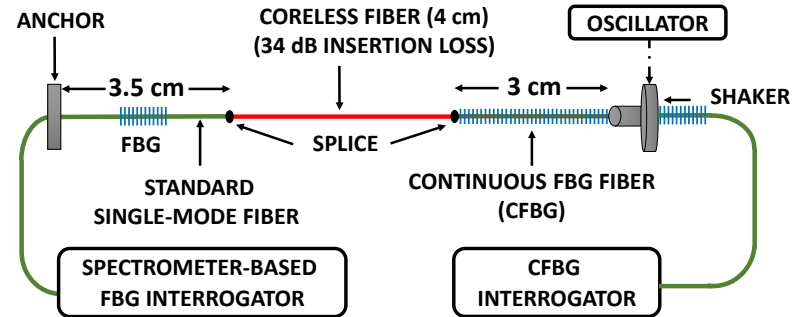 ANCHOR
CORELESS FIBER (4 cm)
(34 dB INSERTION LOSS)
OSCILLATOR
3.5 cm
3 cm
SHAKER
FBG
SPLICE
STANDARD
SINGLE-MODE FIBER
CONTINUOUS FBG FIBER
(CFBG)
SPECTROMETER-BASED
FBG INTERROGATOR
CFBG
INTERROGATOR